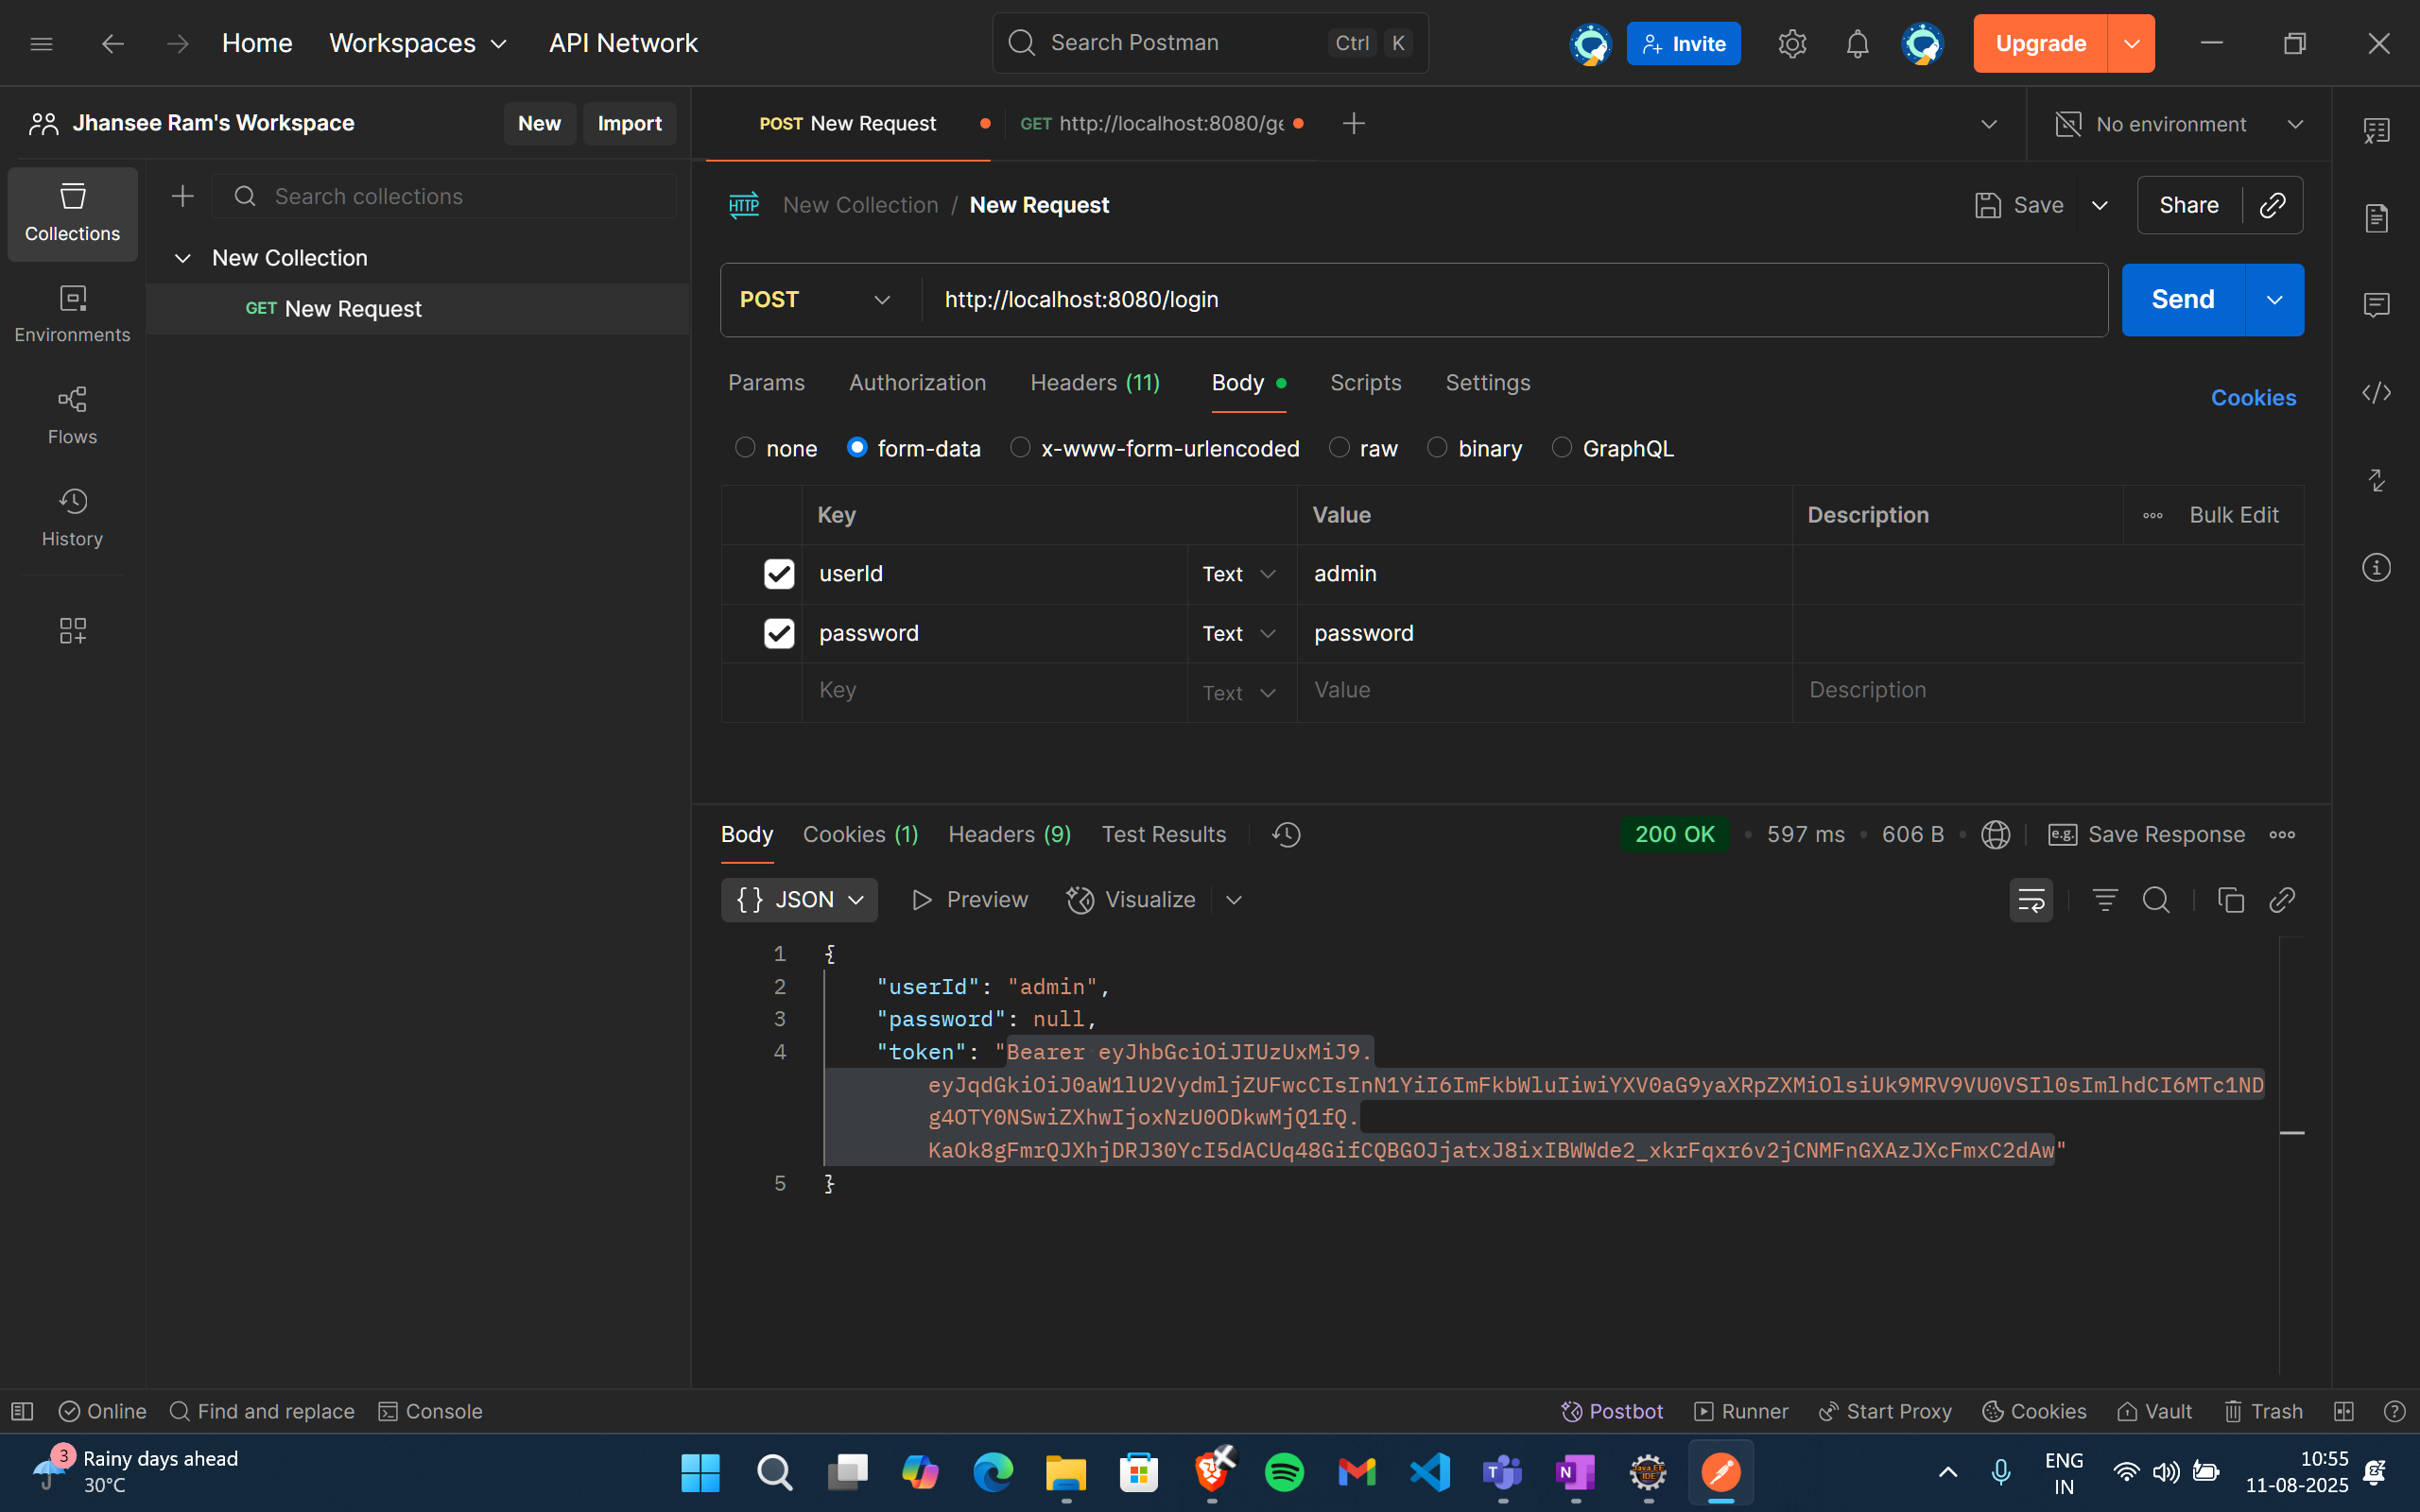 Home
Workspaces
API Network
Search Postman
Ctrl K
Invite
Upgrade
Jhansee Ram's Workspace
New
Import
POST New Request
GET http://localhost:8080/ge
No environment
Collections
Environments
Flows
History
Search collections
New Collection
GET New Request
HTTP
New Collection / New Request
Save
Share
POST
http://localhost:8080/login
Send
Params
Authorization
Headers (11)
Body
Scripts
Settings
Cookies
none
form-data
x-www-form-urlencoded
raw
binary
GraphQL
Key
Value
Description
Bulk Edit
userId
Text
admin
password
Text
password
Key
Text
Value
Description
Body
Cookies (1)
Headers (9)
Test Results
200 OK
597 ms
606 B
e.g.
Save Response
{} JSON
Preview
Visualize
1 {
2 "userId": "admin",
3 "password": null,
4 "token": "Bearer eyJhbGciOiJIUzUxMiJ9.
eyJqdGkiOiJ0aW1lU2VydmljZUFwcCIsInN1YiI6ImFkbWluIiwiYXV0aG9yaXRpZXMiOlsiUk9MRV9VU0VSIl0sImlhdCI6MTc1ND
g4OTY0NSwiZXhwIjoxNzU0ODkwMjQ1fQ.
KaOk8gFmrQJXhjDRJ30YcI5dACUq48GifCQBGOJjatxJ8ixIBWWde2_xkrFqxr6v2jCNMFnGXAzJXcFmxC2dAw"
5 }
Online
Find and replace
Console
Postbot
Runner
Start Proxy
Cookies
Vault
Trash
3
Rainy days ahead
30°C
Java EE
IDE
ENG
IN
10:55
11-08-2025